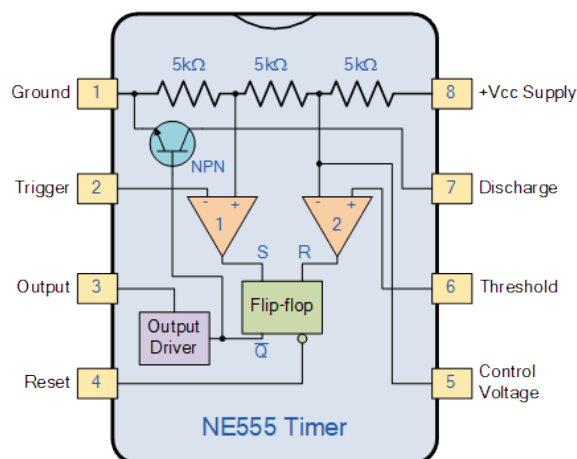 5kΩ 5kΩ 5kΩ
Ground 1
8 +Vcc Supply
NPN
Trigger 2
7 Discharge
- +
1
- +
2
S R
Output 3
6 Threshold
Flip-flop
Output
Driver
Q̅
Reset 4
5 Control
Voltage
NE555 Timer